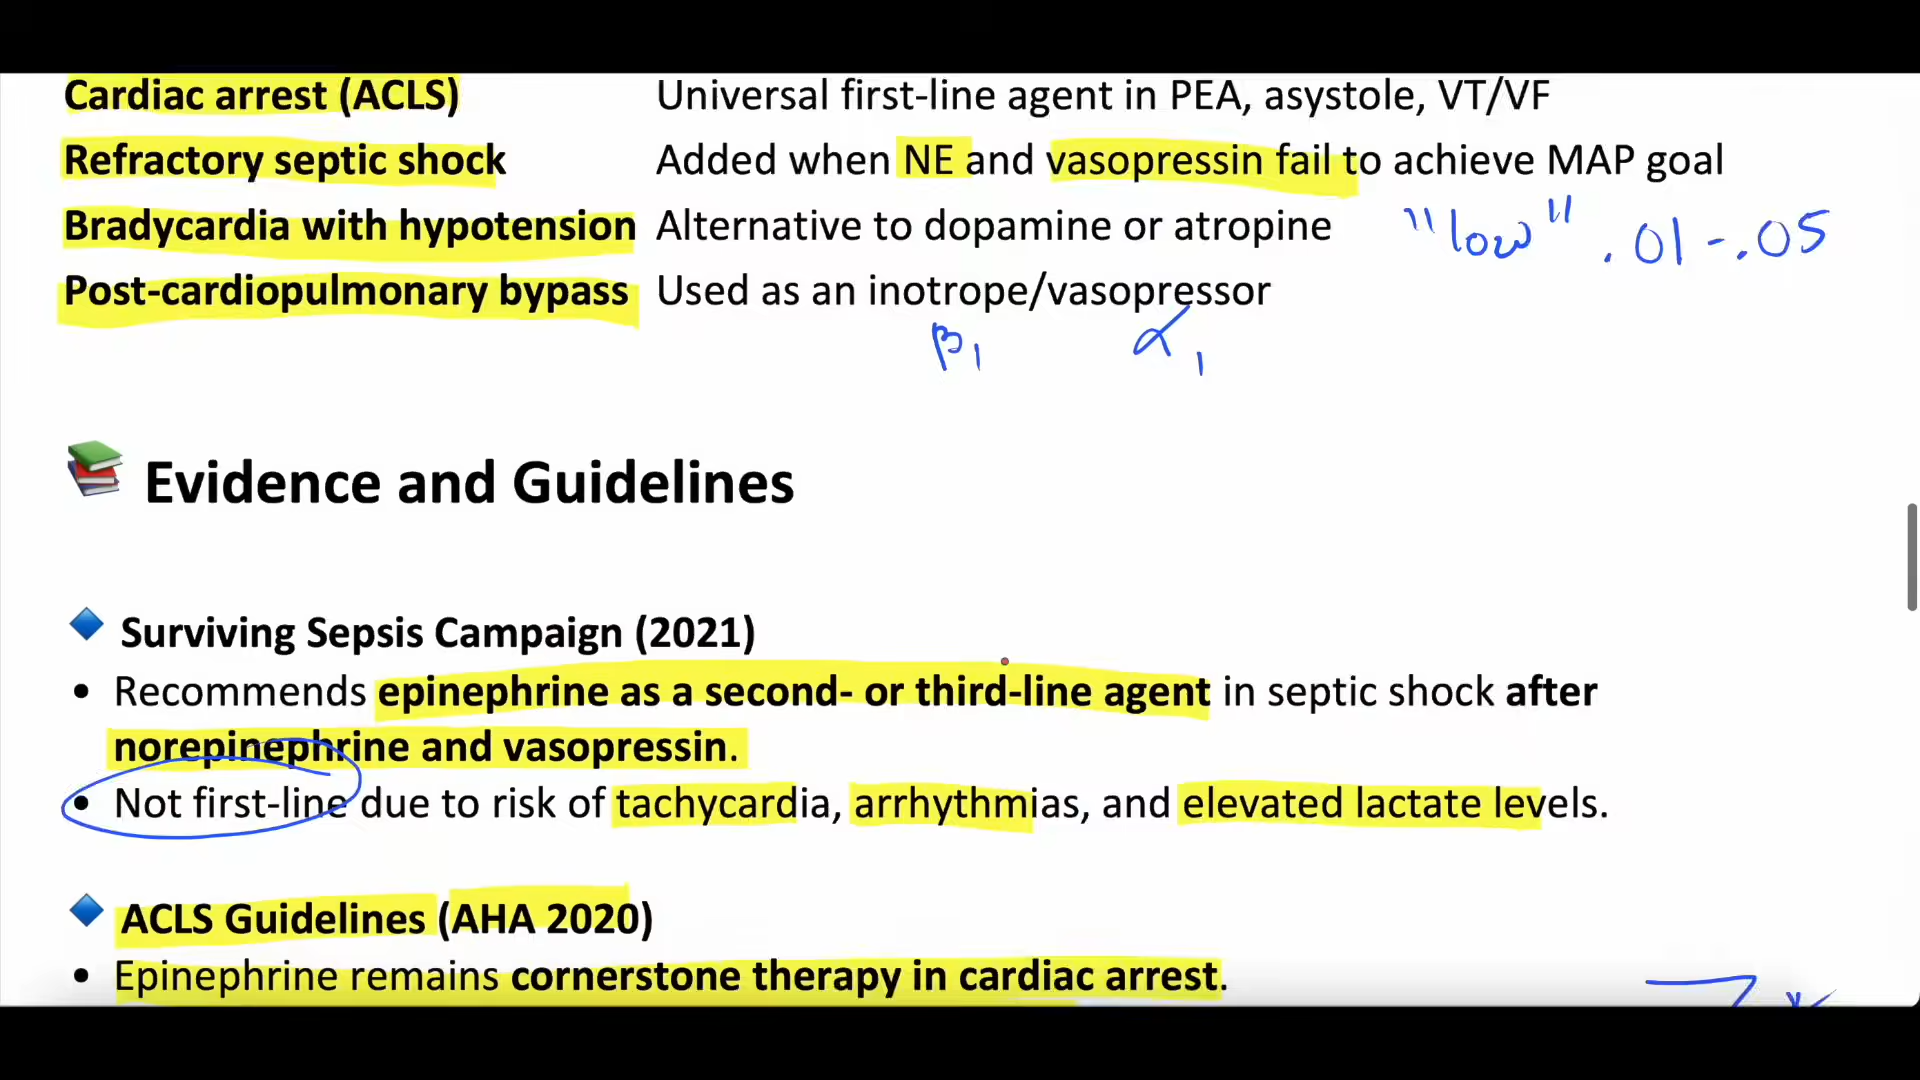 Cardiac arrest (ACLS) Universal first-line agent in PEA, asystole, VT/VF
Refractory septic shock Added when NE and vasopressin fail to achieve MAP goal
Bradycardia with hypotension Alternative to dopamine or atropine "low" .01-.05
Post-cardiopulmonary bypass Used as an inotrope/vasopressor
β1 α1
Evidence and Guidelines
Surviving Sepsis Campaign (2021)
• Recommends epinephrine as a second- or third-line agent in septic shock after
norepinephrine and vasopressin.
• Not first-line due to risk of tachycardia, arrhythmias, and elevated lactate levels.
ACLS Guidelines (AHA 2020)
• Epinephrine remains cornerstone therapy in cardiac arrest.